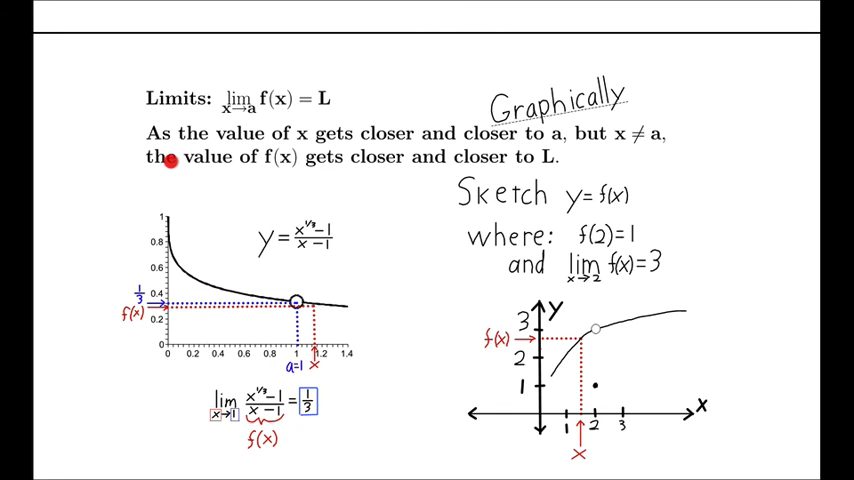 Limits: lim x→a f(x) = L
Graphically
As the value of x gets closer and closer to a, but x ≠ a,
the value of f(x) gets closer and closer to L.
Sketch y=f(x)
where: f(2)=1
and lim x→2 f(x)=3
y = x^1/3 -1 / x -1
1
0.8
0.6
0.4
0.2
0
1/3
f(x)
0 0.2 0.4 0.6 0.8 1 1.2 1.4
a=1 x
lim x→1 x^1/3 -1 / x -1 = 1/3
f(x)
y
3
f(x)
2
1
x
1 2 3
x